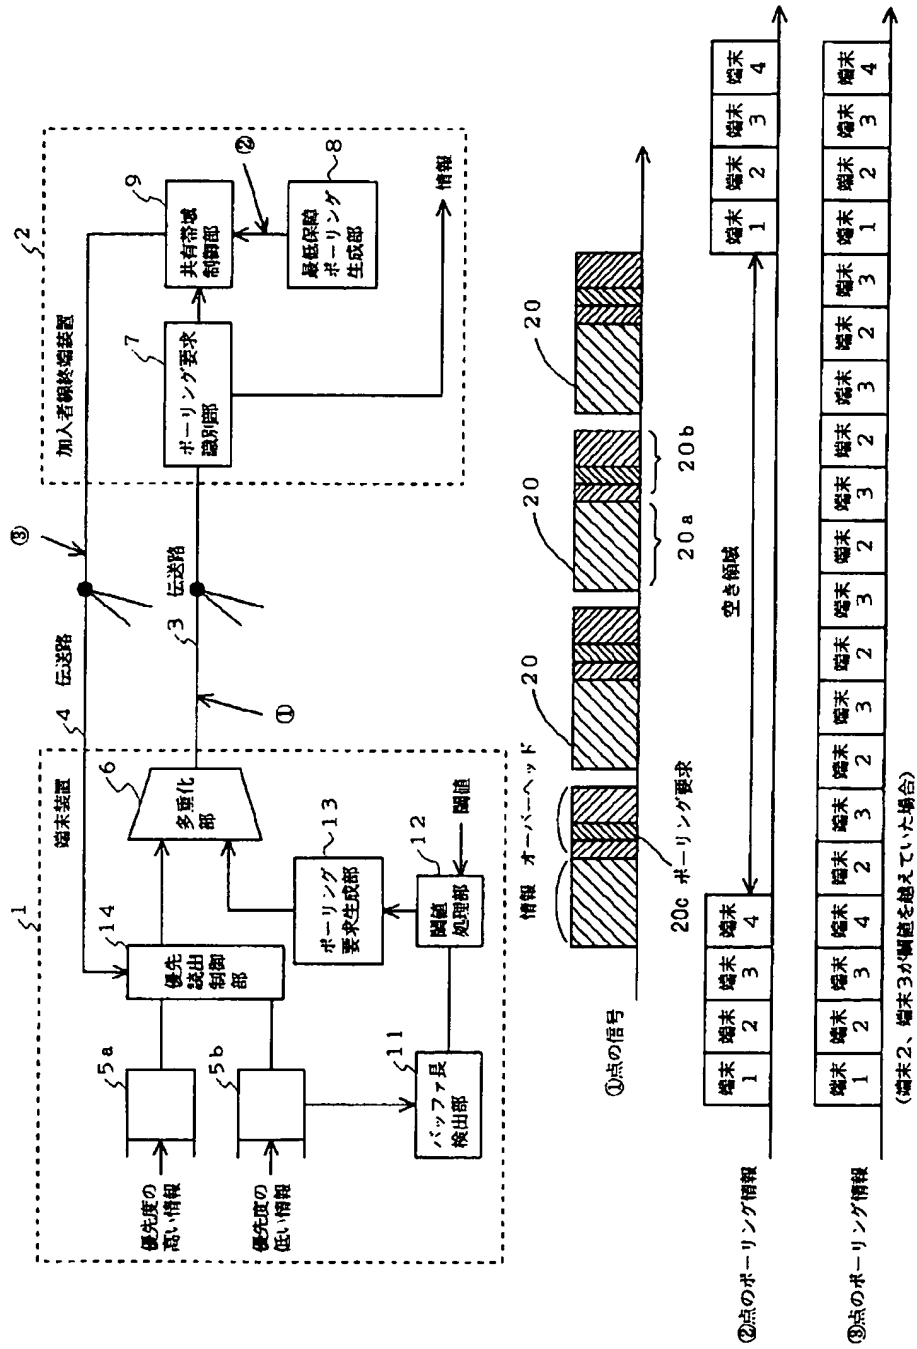 1
端末装置
優先度の
高い情報
5a
優先度の
低い情報
5b
14
優先
読出
制御
部
6
多重化
部
13
ポーリング
要求生成部
12
閾値
処理部
閾値
11
バッファ長
検出部
4
伝送路
③
3
伝送路
①
2
加入者線終端装置
7
ポーリング要求
識別部
9
共有帯域
制御部
②
8
最低保障
ポーリング
生成部
情報
①点の信号
情報
オーバーヘッド
20
20
20
20a
20b
20c ポーリング要求
②点のポーリング情報
端末
1
端末
2
端末
3
端末
4
空き領域
端末
1
端末
2
端末
3
端末
4
③点のポーリング情報
端末
1
端末
2
端末
3
端末
4
端末
2
端末
3
端末
2
端末
3
端末
2
端末
3
端末
2
端末
3
端末
2
端末
3
端末
2
端末
3
端末
1
端末
2
端末
3
端末
4
(端末2、端末3が閾値を越えていた場合)